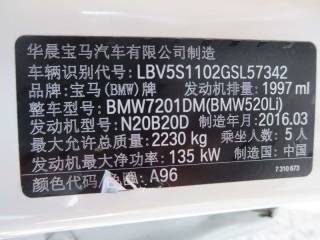 华晨宝马汽车有限公司制造
车辆识别代号:LBV5S1102GSL57342
品牌:宝马(BMW)牌 发动机排量:1997 ml
整车型号:BMW7201DM(BMW520Li)
发动机型号:N20B20D 制造年月:2016.03
最大允许总质量:2230 kg 乘坐人数:5 人
发动机最大净功率:135 kW 制造国:中国
颜色代码 颜色:A96 7 310 673